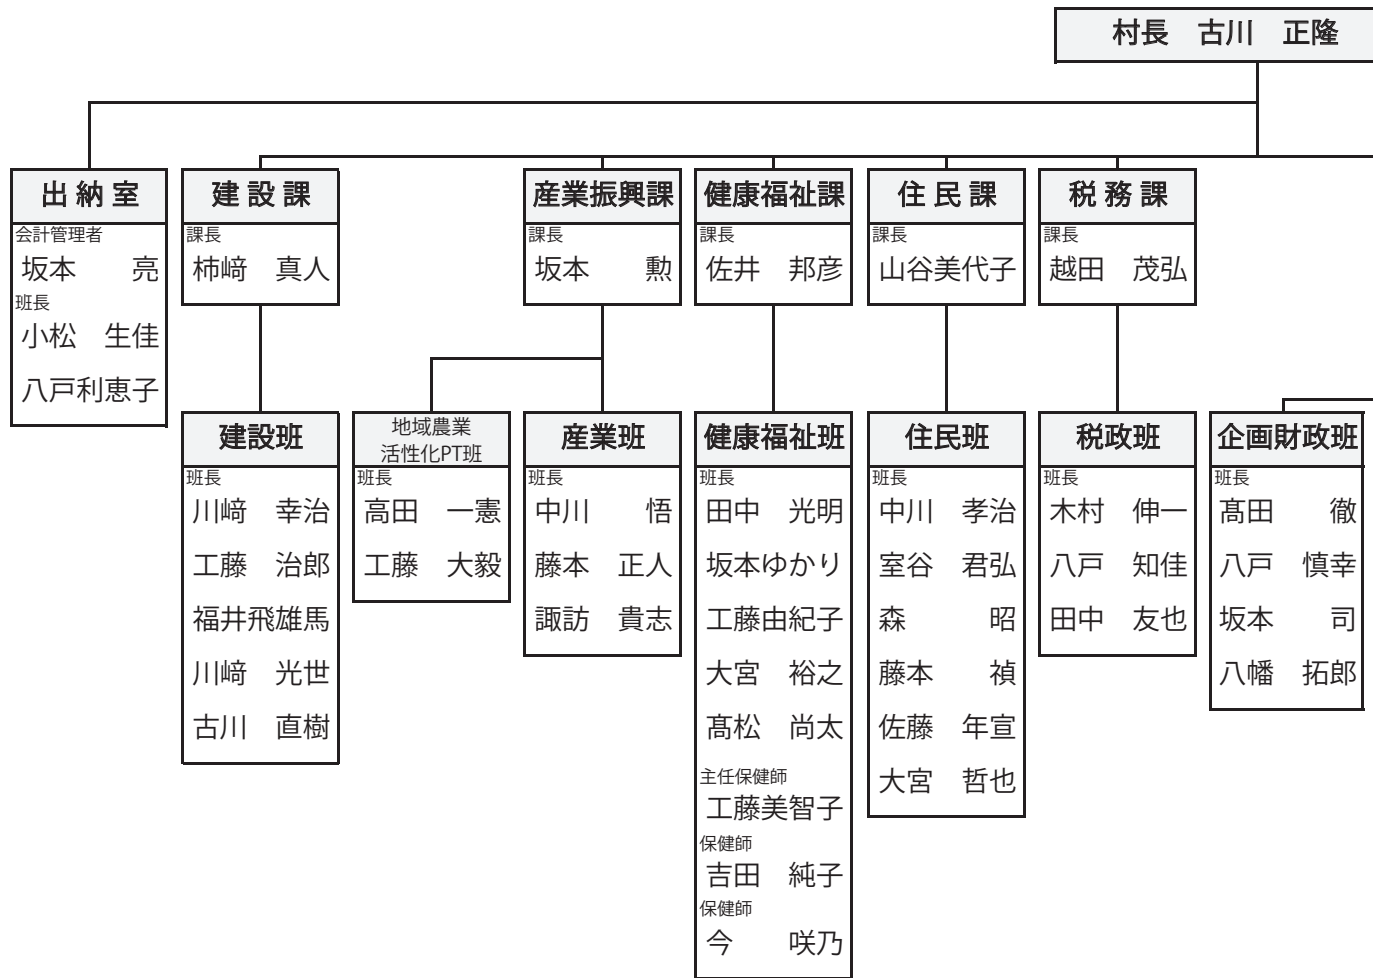 村長　古川　正隆
出 納 室
会計管理者
坂本　　亮
班長
小松　生佳
八戸利恵子
建 設 課
課長
柿﨑　真人
産業振興課
課長
坂本　　勲
健康福祉課
課長
佐井　邦彦
住 民 課
課長
山谷美代子
税 務 課
課長
越田　茂弘
建設班
班長
川﨑　幸治
工藤　治郎
福井飛雄馬
川﨑　光世
古川　直樹
地域農業
活性化PT班
班長
高田　一憲
工藤　大毅
産業班
班長
中川　　悟
藤本　正人
諏訪　貴志
健康福祉班
班長
田中　光明
坂本ゆかり
工藤由紀子
大宮　裕之
髙松　尚太
主任保健師
工藤美智子
保健師
吉田　純子
保健師
今　　咲乃
住民班
班長
中川　孝治
室谷　君弘
森　　　昭
藤本　　禎
佐藤　年宣
大宮　哲也
税政班
班長
木村　伸一
八戸　知佳
田中　友也
企画財政班
班長
髙田　　徹
八戸　慎幸
坂本　　司
八幡　拓郎